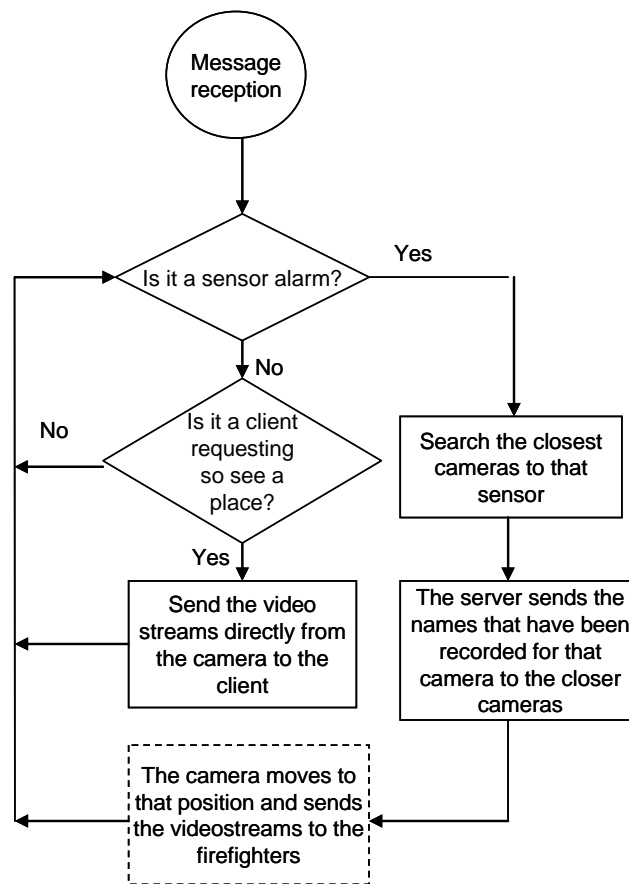 Message
reception
Is it a sensor alarm?
Yes
No
No
Is it a client
requesting
so see a
place?
Search the closest
cameras to that
sensor
Yes
Send the video
streams directly from
the camera to the
client
The server sends the
names that have been
recorded for that
camera to the closer
cameras
The camera moves to
that position and sends
the videostreams to the
firefighters